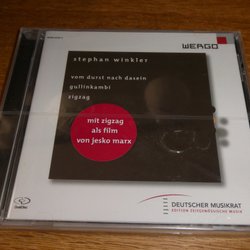 WERGO
stephan winkler
vom durst nach dasein
gullinkambi
zigzag
mit zigzag
als film
von jesko marx
DEUTSCHER MUSIKRAT
EDITION ZEITGENÖSSISCHE MUSIK